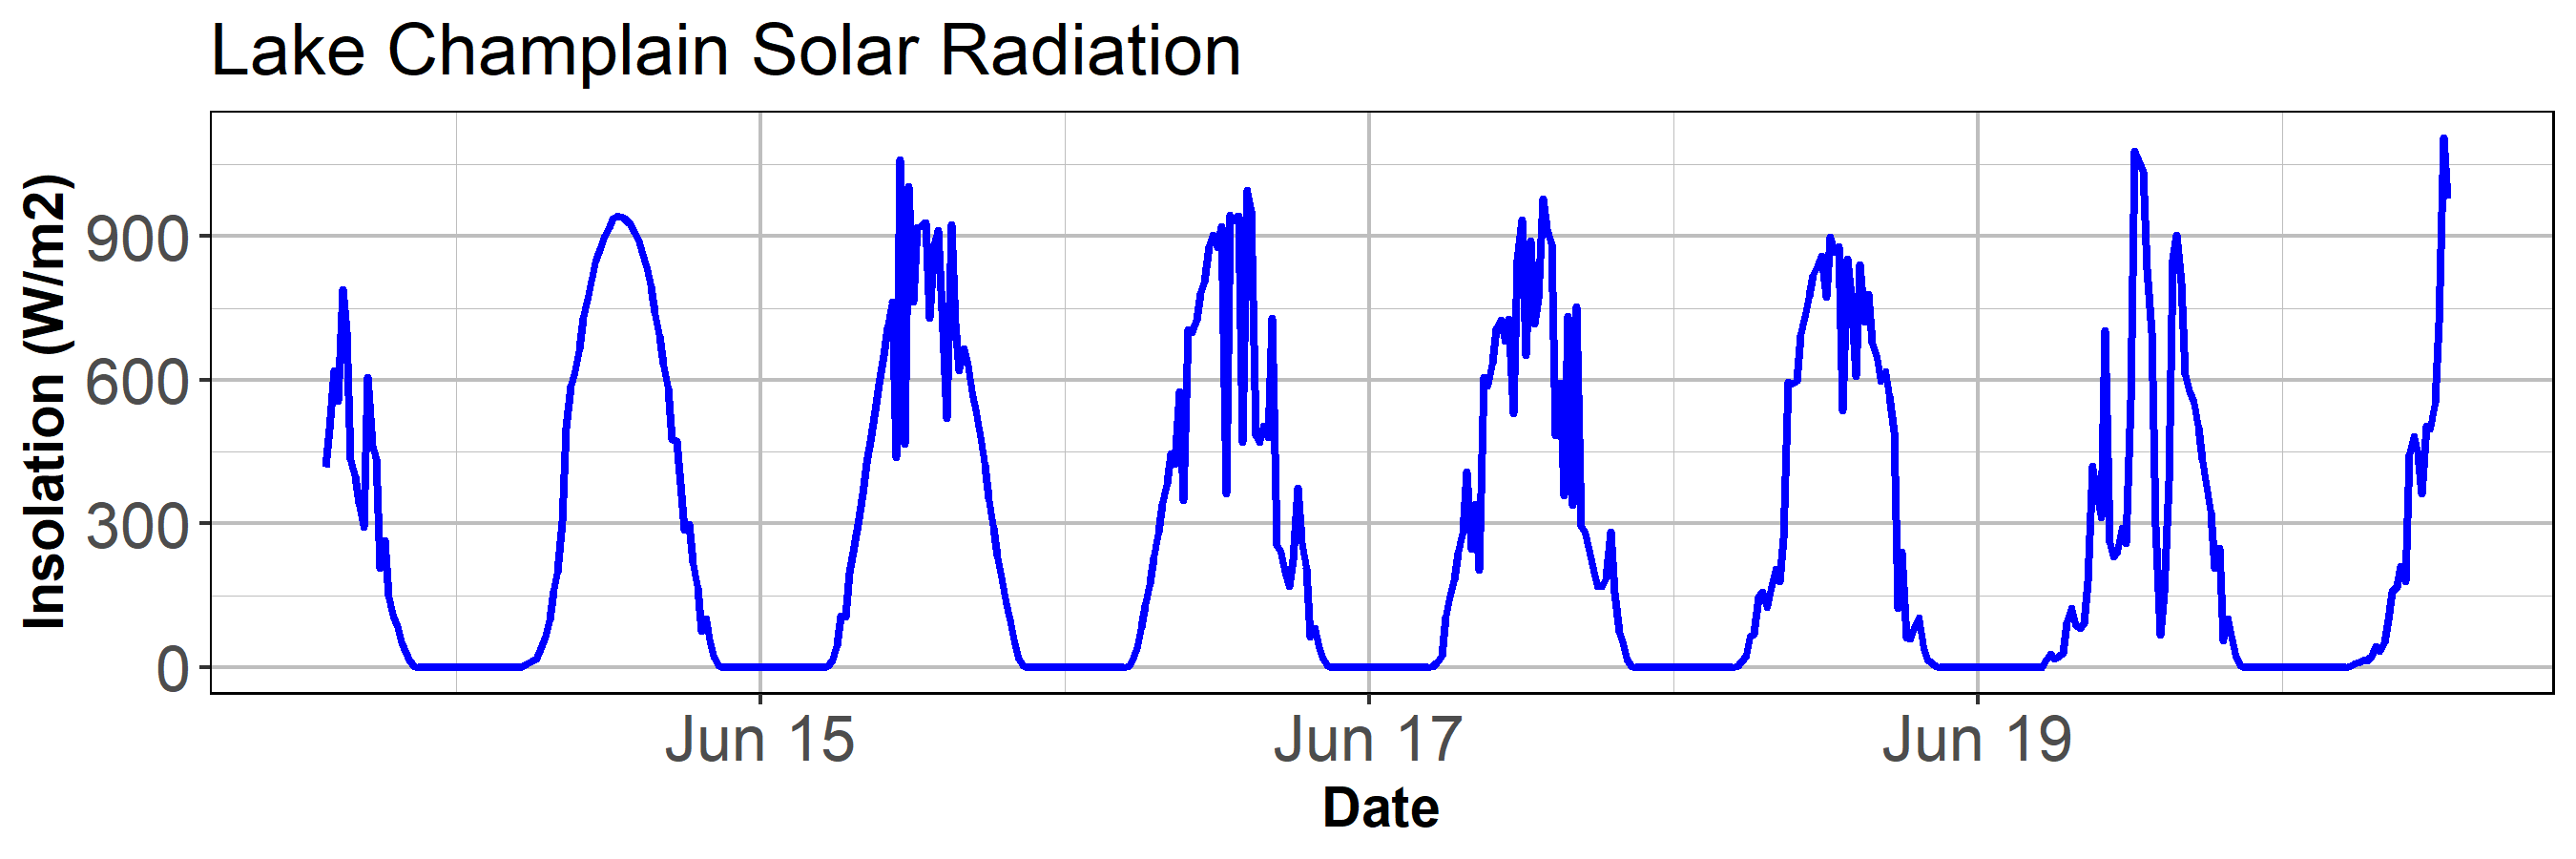 Lake Champlain Solar Radiation
Insolation (W/m2)
900
600
300
0
Jun 15
Jun 17
Jun 19
Date